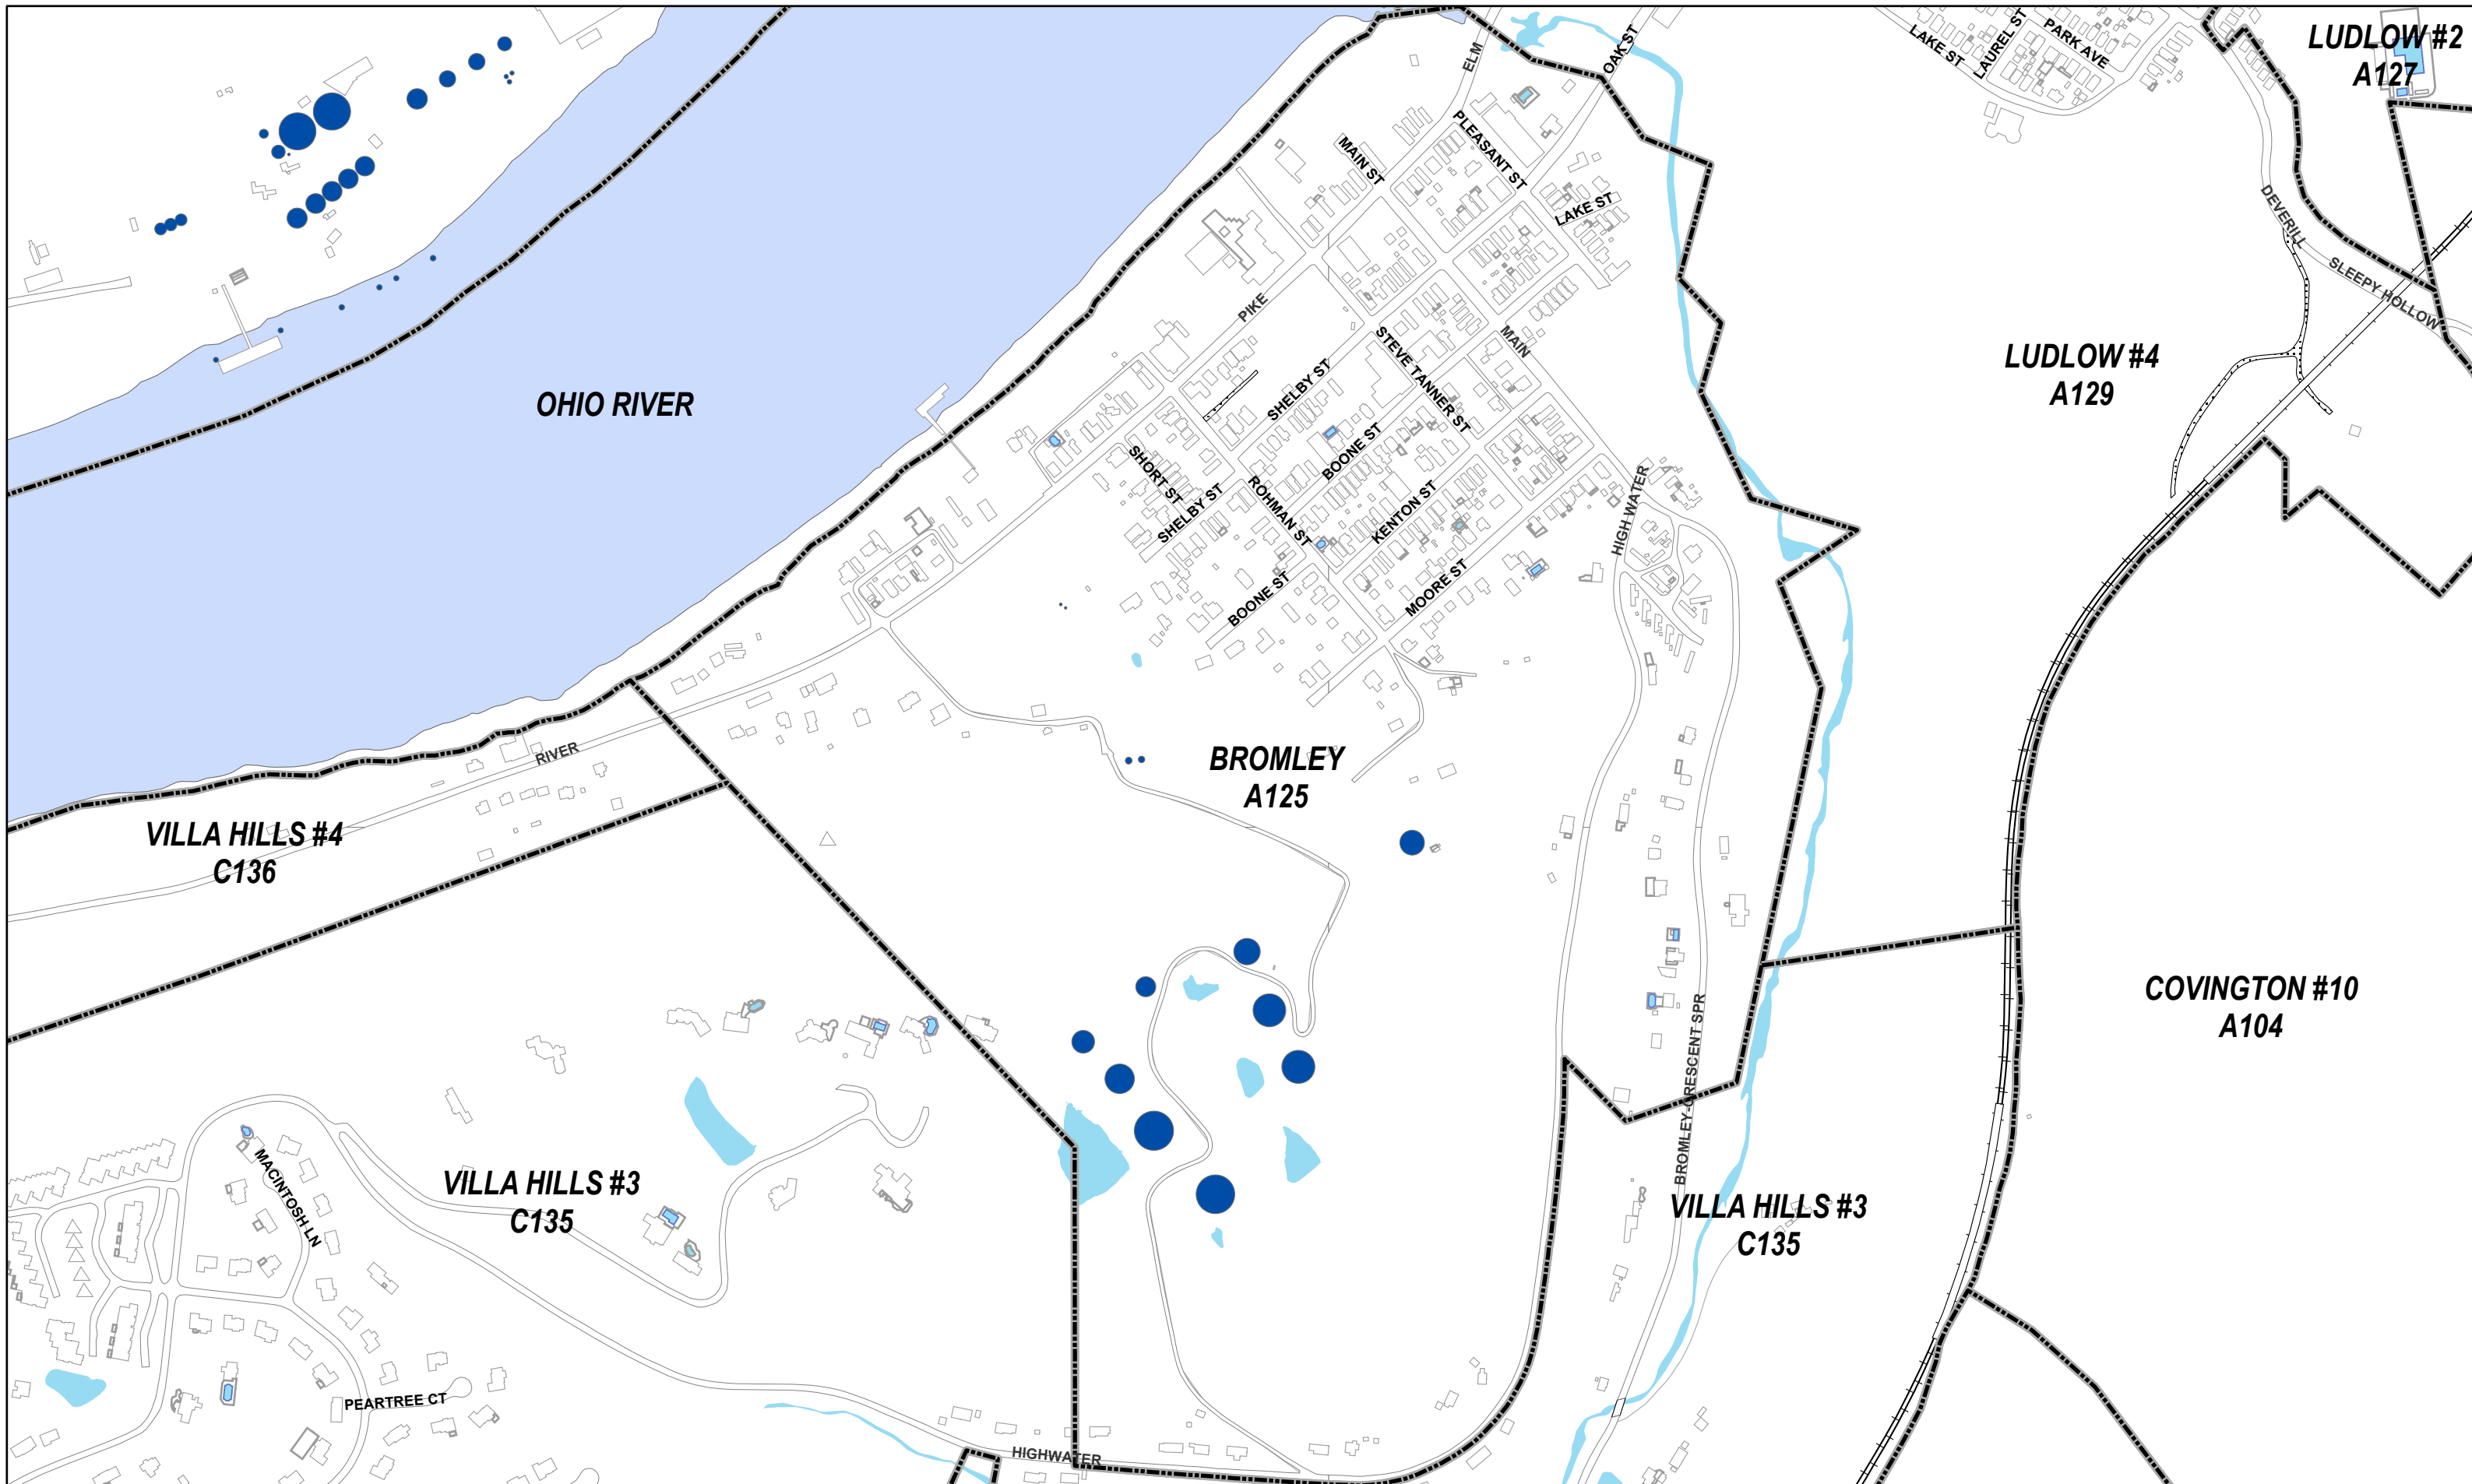 LUDLOW #2
A127
LAKE ST
LAUREL ST
PARK AVE
ELM
OAK ST
MAIN ST
PLEASANT ST
LAKE ST
DEVERILL
SLEEPY HOLLOW
PIKE
OHIO RIVER
LUDLOW #4
A129
STEVE TANNER ST
MAIN
SHELBY ST
BOONE ST
SHORT ST
SHELBY ST
ROHMAN ST
KENTON ST
HIGH WATER
BOONE ST
MOORE ST
RIVER
BROMLEY
A125
VILLA HILLS #4
C136
COVINGTON #10
A104
BROMLEY-CRESCENT SPR
MACINTOSH LN
VILLA HILLS #3
C135
VILLA HILLS #3
C135
PEARTREE CT
HIGHWATER